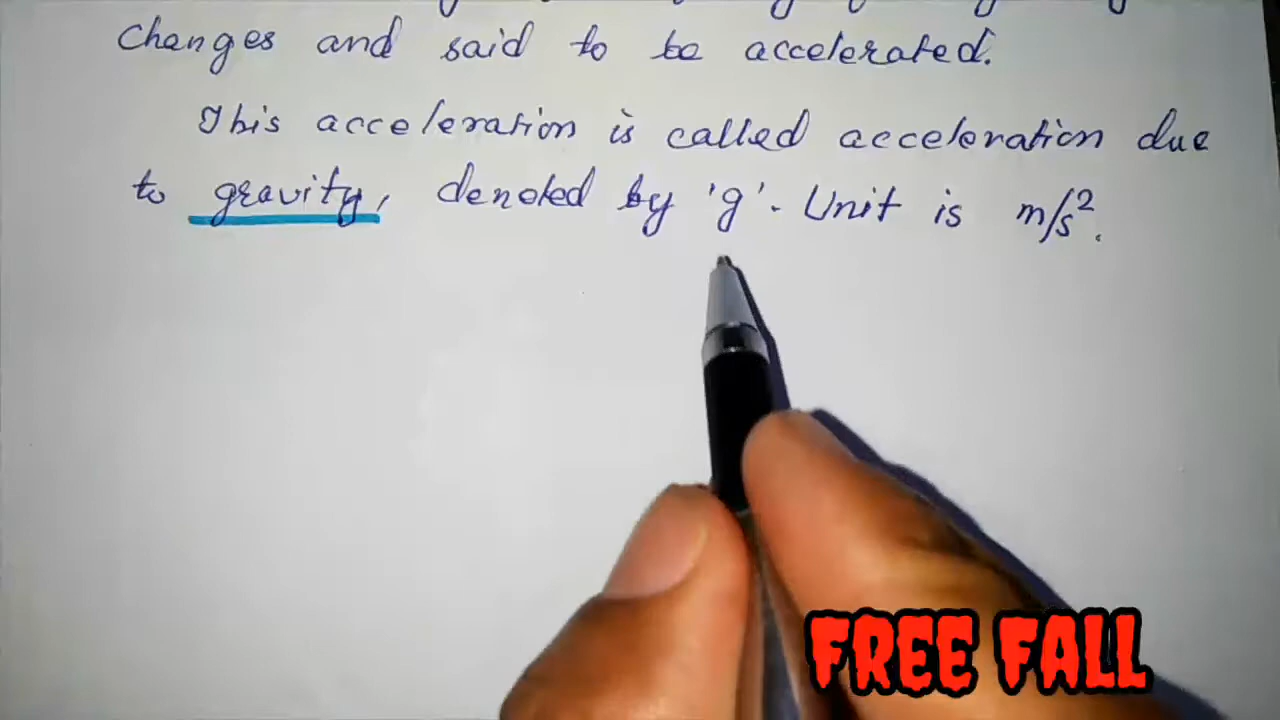 changes and said to be accelerated.
This acceleration is called acceleration due
to gravity, denoted by 'g'. Unit is m/s².
FREE FALL